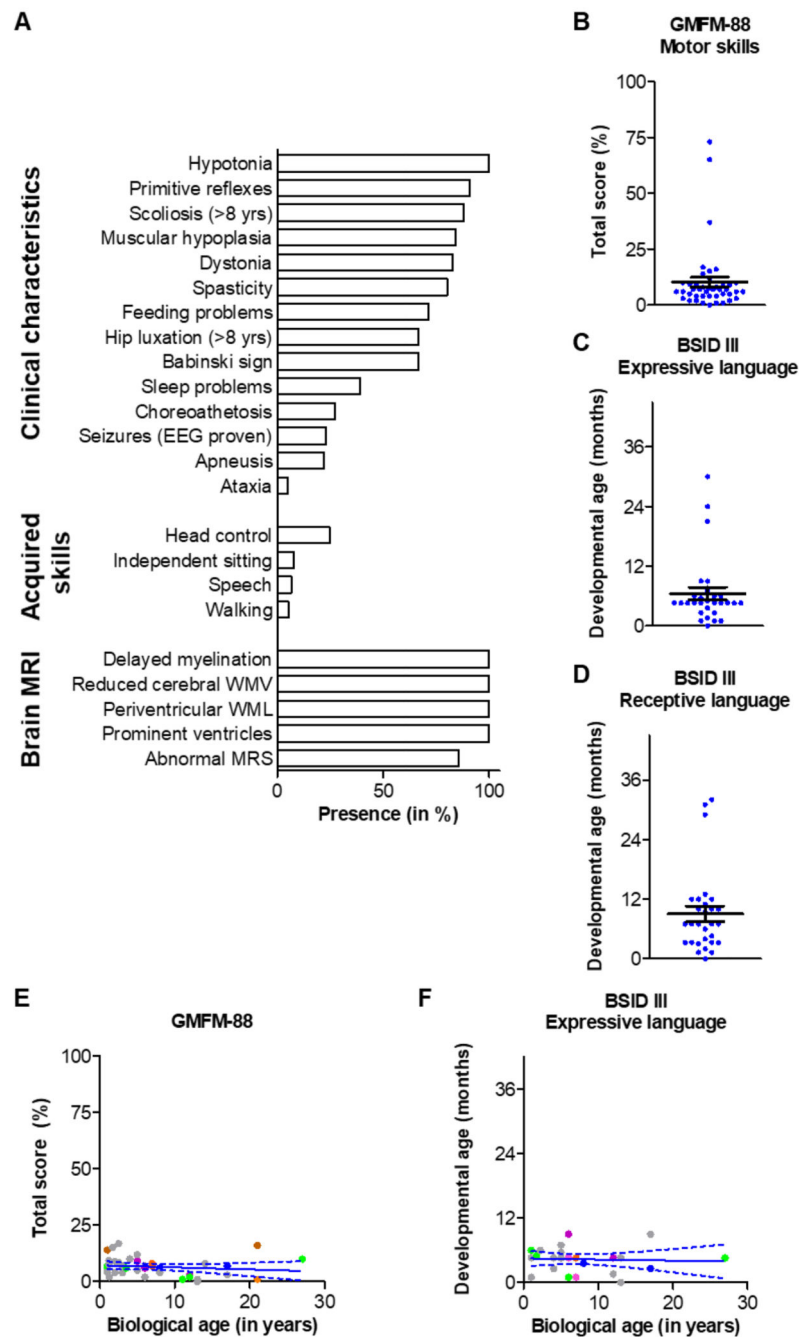 A
Clinical characteristics
Hypotonia
Primitive reflexes
Scoliosis (>8 yrs)
Muscular hypoplasia
Dystonia
Spasticity
Feeding problems
Hip luxation (>8 yrs)
Babinski sign
Sleep problems
Choreoathetosis
Seizures (EEG proven)
Apneusis
Ataxia
Acquired
skills
Head control
Independent sitting
Speech
Walking
Brain MRI
Delayed myelination
Reduced cerebral WMV
Periventricular WML
Prominent ventricles
Abnormal MRS
0 50 100
Presence (in %)
B
GMFM-88
Motor skills
Total score (%)
100
75
50
25
0
C
BSID III
Expressive language
Developmental age (months)
36
24
12
0
D
BSID III
Receptive language
Developmental age (months)
36
24
12
0
E
GMFM-88
Total score (%)
100
75
50
25
0
0 10 20 30
Biological age (in years)
F
BSID III
Expressive language
Developmental age (months)
36
24
12
0
0 10 20 30
Biological age (in years)